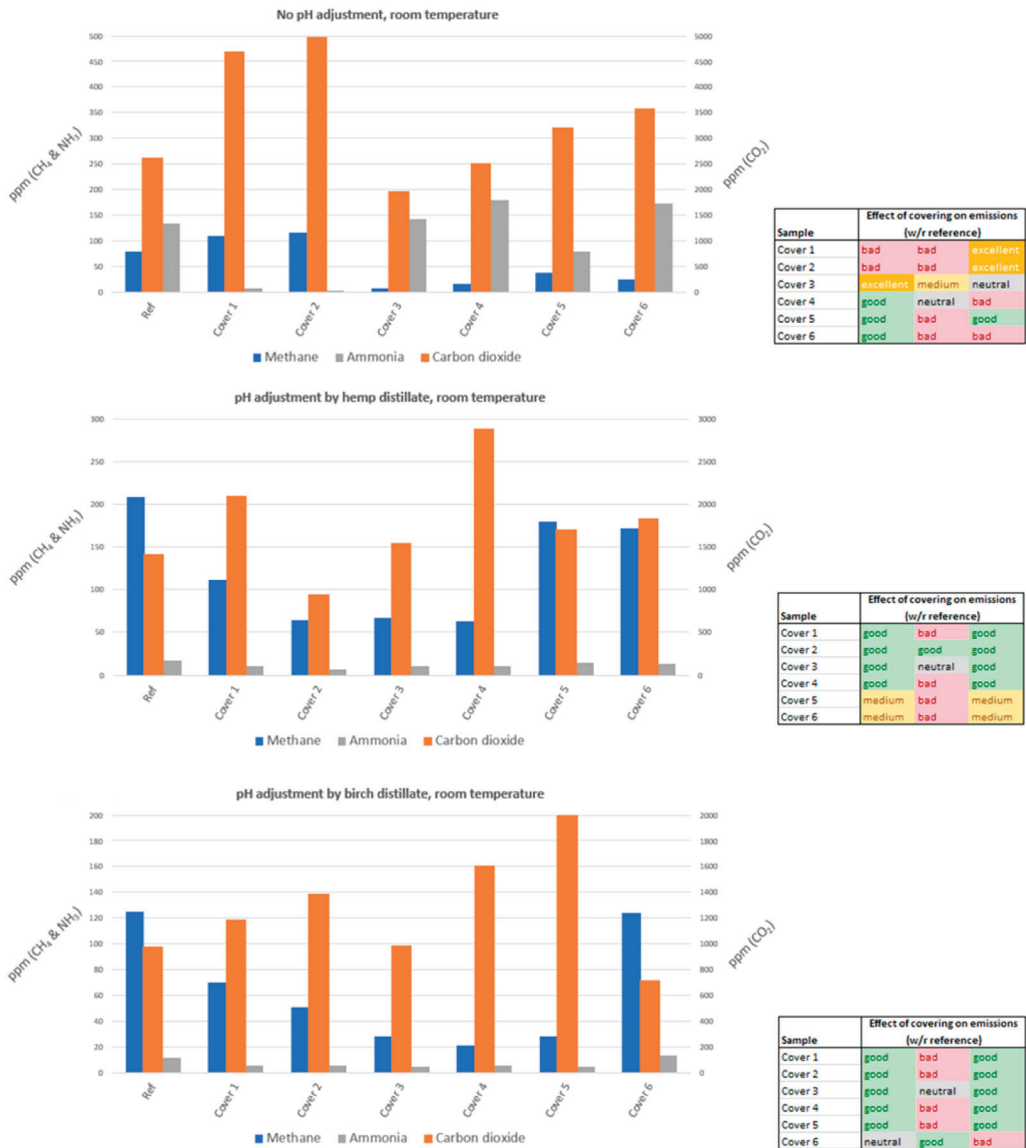 No pH adjustment, room temperature
500
450
400
350
300
250
200
150
100
50
0
ppm (CH₄ & NH₃)
5000
4500
4000
3500
3000
2500
2000
1500
1000
500
0
ppm (CO₂)
Ref Cover 1 Cover 2 Cover 3 Cover 4 Cover 5 Cover 6
Methane Ammonia Carbon dioxide
Effect of covering on emissions
Sample (w/r reference)
Cover 1 bad bad excellent
Cover 2 bad bad excellent
Cover 3 excellent medium neutral
Cover 4 good neutral bad
Cover 5 good bad good
Cover 6 good bad bad
pH adjustment by hemp distillate, room temperature
300
250
200
150
100
50
0
ppm (CH₄ & NH₃)
3000
2500
2000
1500
1000
500
0
ppm (CO₂)
Ref Cover 1 Cover 2 Cover 3 Cover 4 Cover 5 Cover 6
Methane Ammonia Carbon dioxide
Effect of covering on emissions
Sample (w/r reference)
Cover 1 good bad good
Cover 2 good good good
Cover 3 good neutral good
Cover 4 good bad good
Cover 5 medium bad medium
Cover 6 medium bad medium
pH adjustment by birch distillate, room temperature
200
180
160
140
120
100
80
60
40
20
0
ppm (CH₄ & NH₃)
2000
1800
1600
1400
1200
1000
800
600
400
200
0
ppm (CO₂)
Ref Cover 1 Cover 2 Cover 3 Cover 4 Cover 5 Cover 6
Methane Ammonia Carbon dioxide
Effect of covering on emissions
Sample (w/r reference)
Cover 1 good bad good
Cover 2 good bad good
Cover 3 good neutral good
Cover 4 good bad good
Cover 5 good bad good
Cover 6 neutral good bad